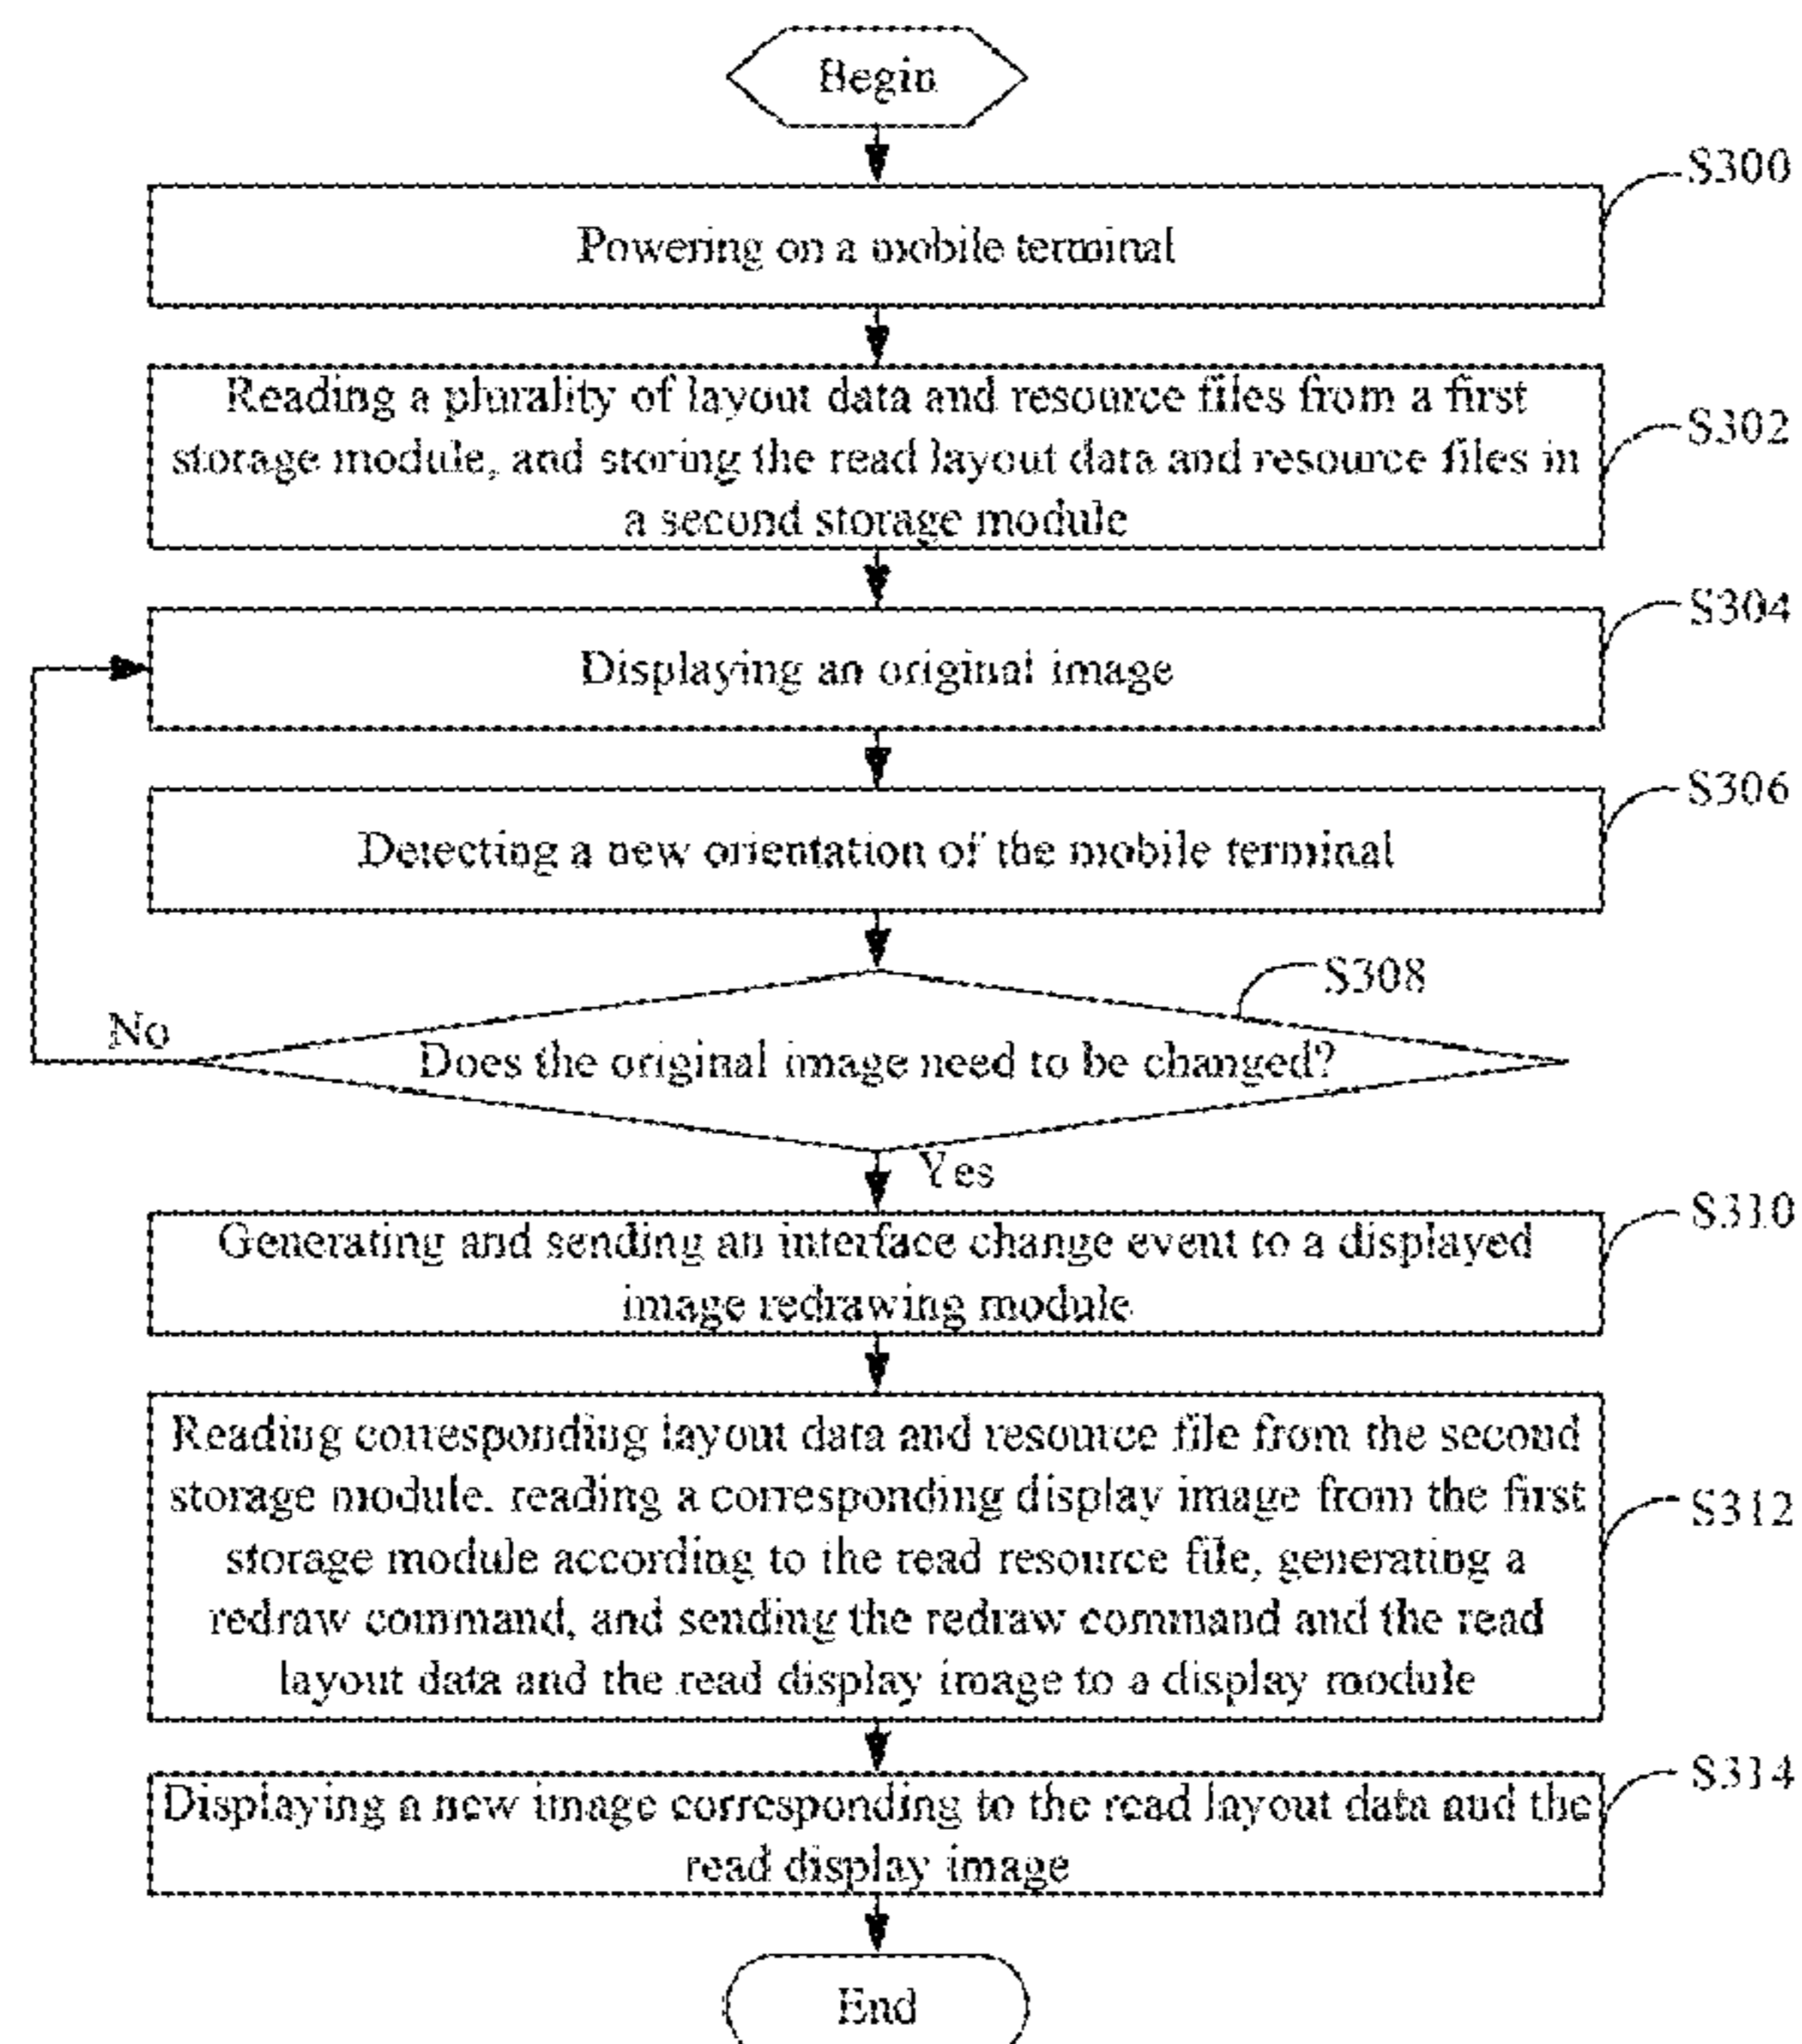 Begin
S300
Powering on a mobile terminal
Reading a plurality of layout data and resource files from a first
storage module, and storing the read layout data and resource files in
a second storage module
S302
S304
Displaying an original image
S306
Detecting a new orientation of the mobile terminal
S308
No
Does the original image need to be changed?
Yes
S310
Generating and sending an interface change event to a displayed
image redrawing module
Reading corresponding layout data and resource file from the second
storage module, reading a corresponding display image from the first
storage module according to the read resource file, generating a
redraw command, and sending the redraw command and the read
layout data and the read display image to a display module
S312
S314
Displaying a new image corresponding to the read layout data and the
read display image
End